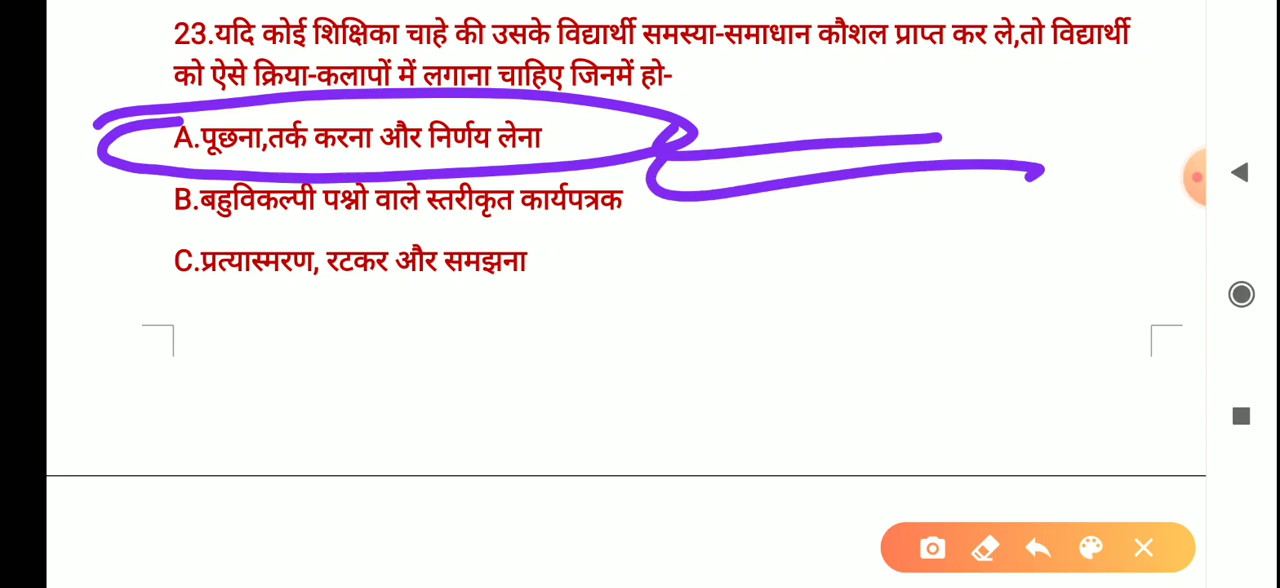 23.यदि कोई शिक्षिका चाहे की उसके विद्यार्थी समस्या-समाधान कौशल प्राप्त कर ले,तो विद्यार्थी
को ऐसे क्रिया-कलापों में लगाना चाहिए जिनमें हो-
A.पूछना,तर्क करना और निर्णय लेना
B.बहुविकल्पी पश्नो वाले स्तरीकृत कार्यपत्रक
C.प्रत्यास्मरण, रटकर और समझना